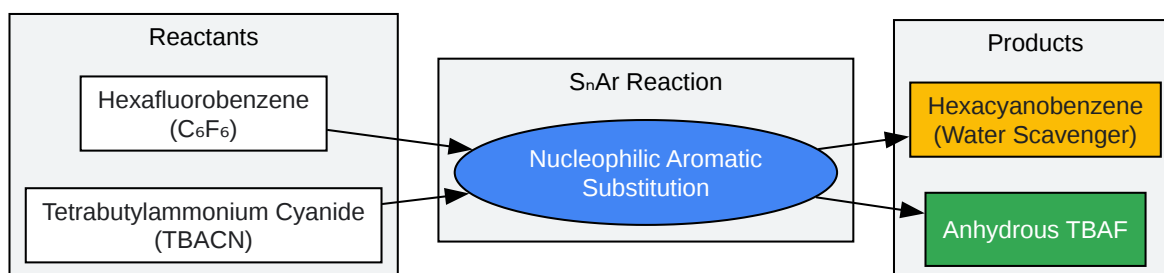 Reactants
Hexafluorobenzene
(C₆F₆)
Tetrabutylammonium Cyanide
(TBACN)
SₙAr Reaction
Nucleophilic Aromatic
Substitution
Products
Hexacyanobenzene
(Water Scavenger)
Anhydrous TBAF